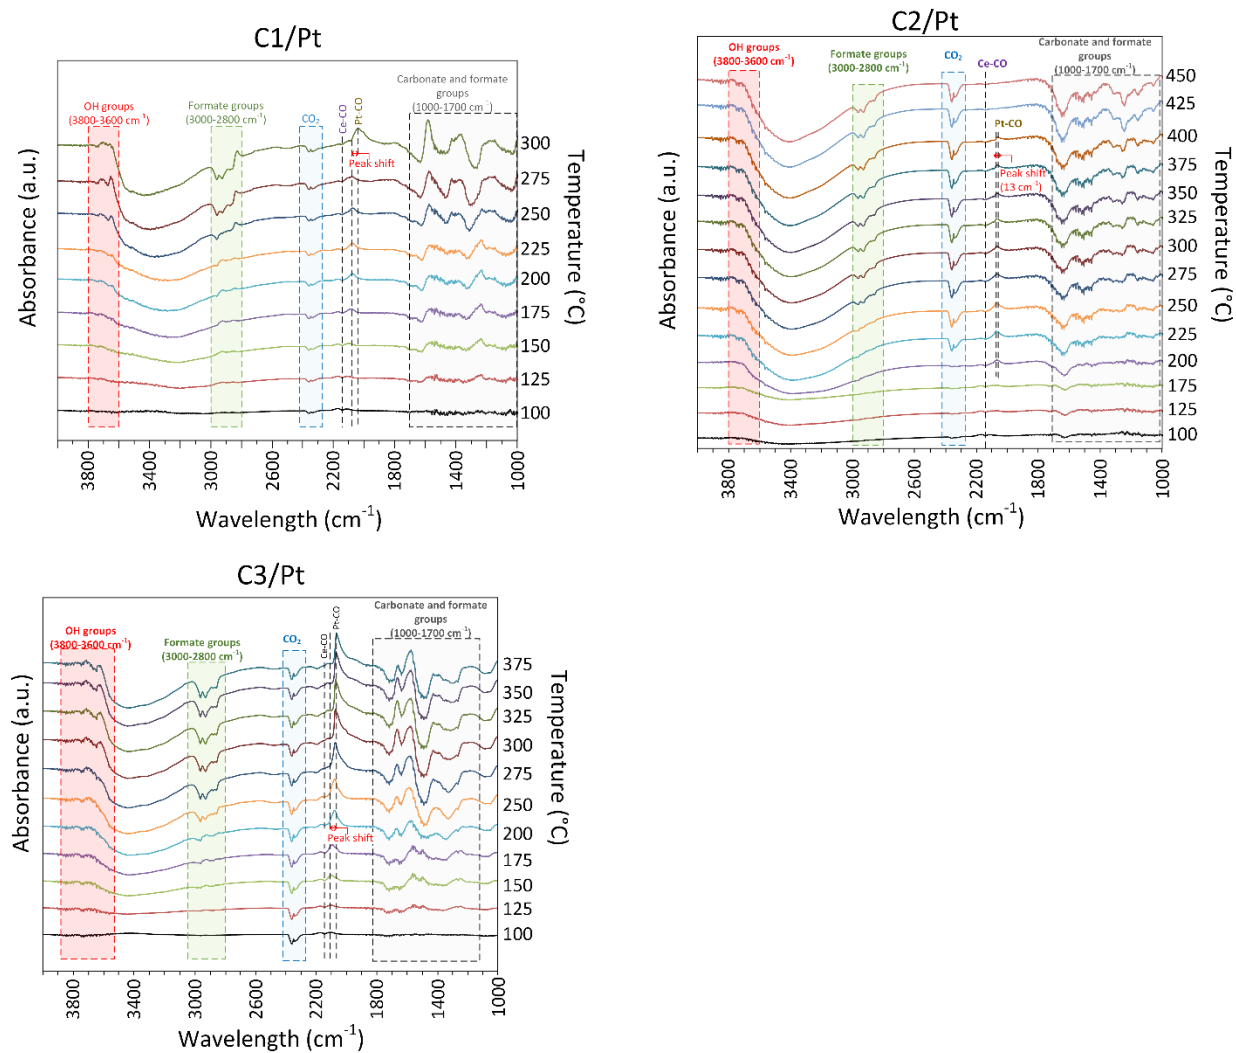 C1/Pt
Absorbance (a.u.)
OH groups
(3800-3600 cm⁻¹)
Formate groups
(3000-2800 cm⁻¹)
CO₂
Ce-CO
Pt-CO
Peak shift
Carbonate and formate
groups
(1000-1700 cm⁻¹)
300
275
250
225
200
175
150
125
100
Temperature (°C)
3800
3400
3000
2600
2200
1800
1400
1000
Wavelength (cm⁻¹)
C2/Pt
Absorbance (a.u.)
OH groups
(3800-3600 cm⁻¹)
Formate groups
(3000-2800 cm⁻¹)
CO₂
Ce-CO
Pt-CO
Peak shift
(13 cm⁻¹)
Carbonate and formate groups
(1000-1700 cm⁻¹)
450
425
400
375
350
325
300
275
250
225
200
175
125
100
Temperature (°C)
3800
3400
3000
2600
2200
1800
1400
1000
Wavelength (cm⁻¹)
C3/Pt
Absorbance (a.u.)
OH groups
(3800-3600 cm⁻¹)
Formate groups
(3000-2800 cm⁻¹)
CO₂
Ce-CO
Pt-CO
Peak shift
Carbonate and formate
groups
(1000-1700 cm⁻¹)
375
350
325
300
275
250
200
175
150
125
100
Temperature (°C)
3800
3400
3000
2600
2200
1800
1400
1000
Wavelength (cm⁻¹)